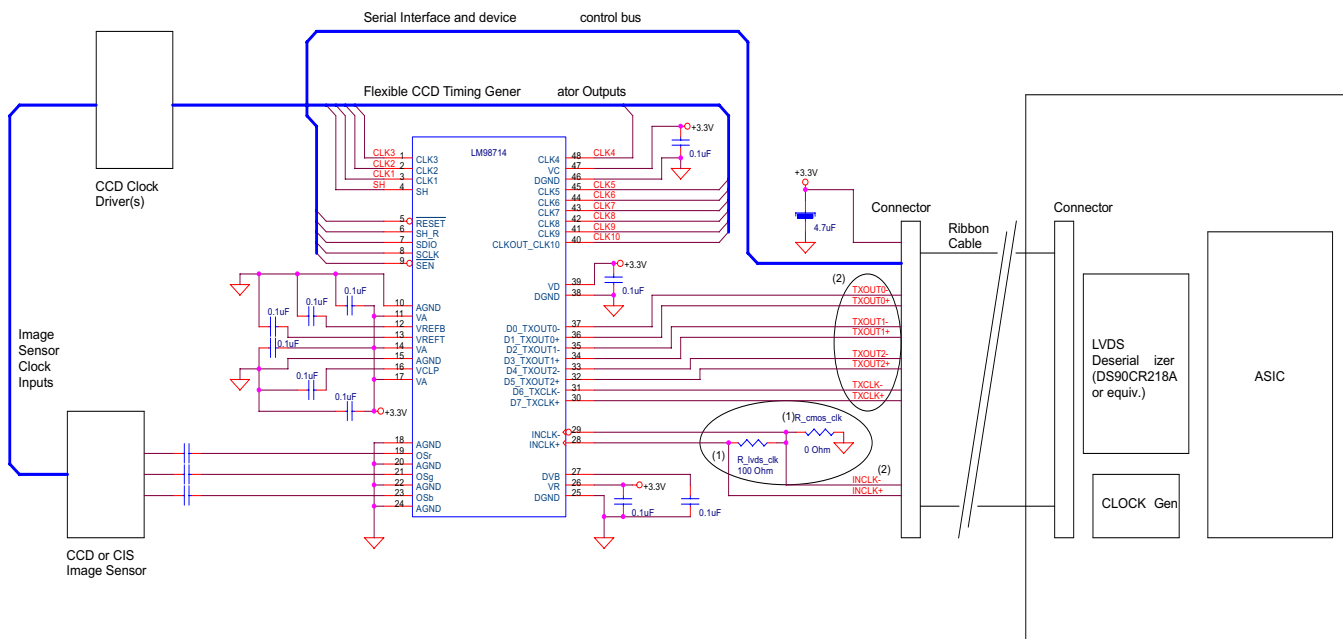 Serial Interface and device control bus
Flexible CCD Timing Gener ator Outputs
CCD Clock
Driver(s)
Image
Sensor
Clock
Inputs
CCD or CIS
Image Sensor
LM98714
CLK3 1 CLK3
CLK2 2 CLK2
CLK1 3 CLK1
SH 4 SH
5 RESET
6 SH_R
7 SDIO
8 SCLK
9 SEN
10 AGND
11 VA
12 VREFB
13 VREFT
14 VA
15 AGND
16 VCLP
17 VA
18 AGND
19 OSr
20 AGND
21 OSg
22 AGND
23 OSb
24 AGND
0.1uF
0.1uF
0.1uF
0.1uF
0.1uF
0.1uF
+3.3V
CLK4 48 CLK4
VC 47
DGND 46
CLK5 45 CLK5
CLK6 44 CLK6
CLK7 43 CLK7
CLK8 42 CLK8
CLK9 41 CLK9
CLKOUT_CLK10 40 CLK10
VD 39
DGND 38
D0_TXOUT0- 37
D1_TXOUT0+ 36
D2_TXOUT1- 35
D3_TXOUT1+ 34
D4_TXOUT2- 33
D5_TXOUT2+ 32
D6_TXCLK- 31
D7_TXCLK+ 30
INCLK- 29
INCLK+ 28
DVB 27
VR 26
DGND 25
+3.3V
0.1uF
+3.3V
0.1uF
+3.3V
0.1uF
0.1uF
+3.3V
4.7uF
(2)
TXOUT0-
TXOUT0+
TXOUT1-
TXOUT1+
TXOUT2-
TXOUT2+
TXCLK-
TXCLK+
(1) R_cmos_clk
0 Ohm
(1)
R_lvds_clk
100 Ohm
(2)
INCLK-
INCLK+
Connector
Ribbon
Cable
Connector
LVDS
Deserial izer
(DS90CR218A
or equiv.)
CLOCK Gen
ASIC